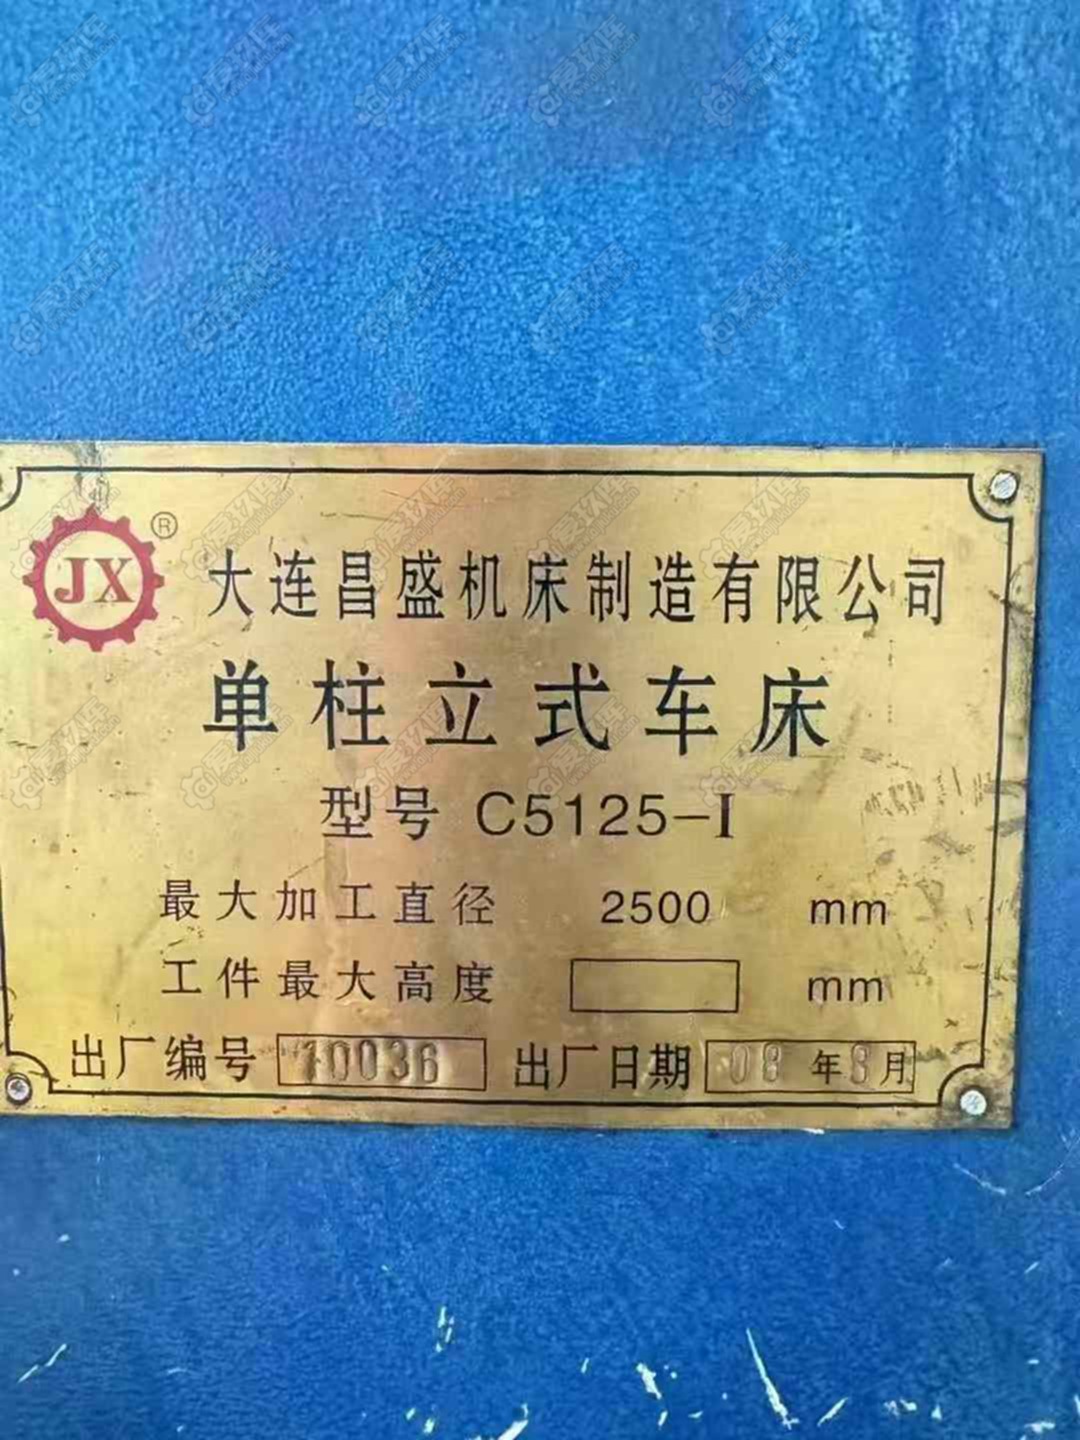 JX ®
大连昌盛机床制造有限公司
单柱立式车床
型号 C5125-I
最大加工直径 2500 mm
工件最大高度 mm
出厂编号 10036 出厂日期 08 年 8 月